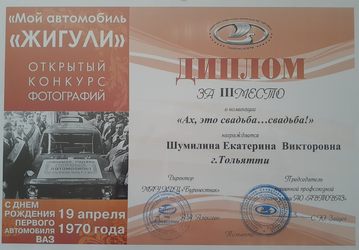 «Мой автомобиль
«ЖИГУЛИ»
ОТКРЫТЫЙ
КОНКУРС
ФОТОГРАФИЙ
С ДНЕМ
РОЖДЕНИЯ
ПЕРВОГО
АВТОМОБИЛЯ
ВАЗ
19 апреля
1970 года
ДИПЛОМ
ЗА III МЕСТО
в номинации
«Ах, это свадьба…свадьба!»
награждается
Шумилина Екатерина Викторовна
г.Тольятти
Директор
Председатель